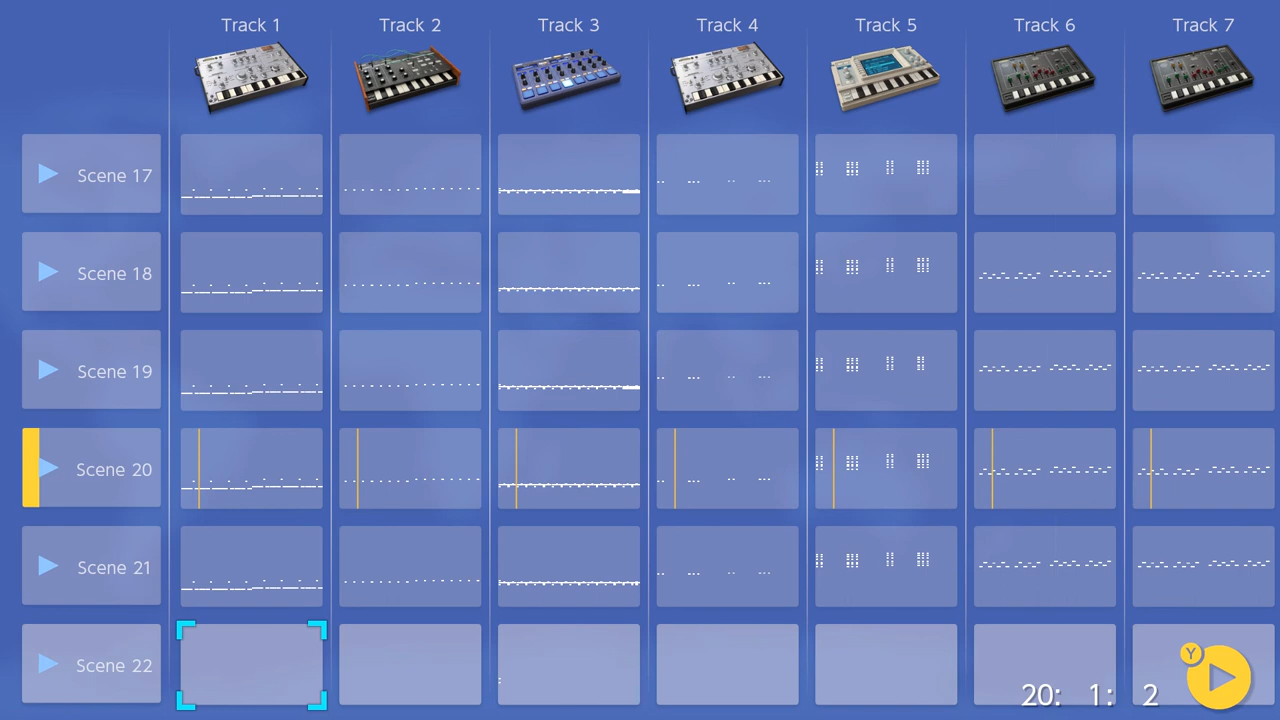 Track 1
Track 2
Track 3
Track 4
Track 5
Track 6
Track 7
Scene 17
Scene 18
Scene 19
Scene 20
Scene 21
Scene 22
20: 1: 2
Y